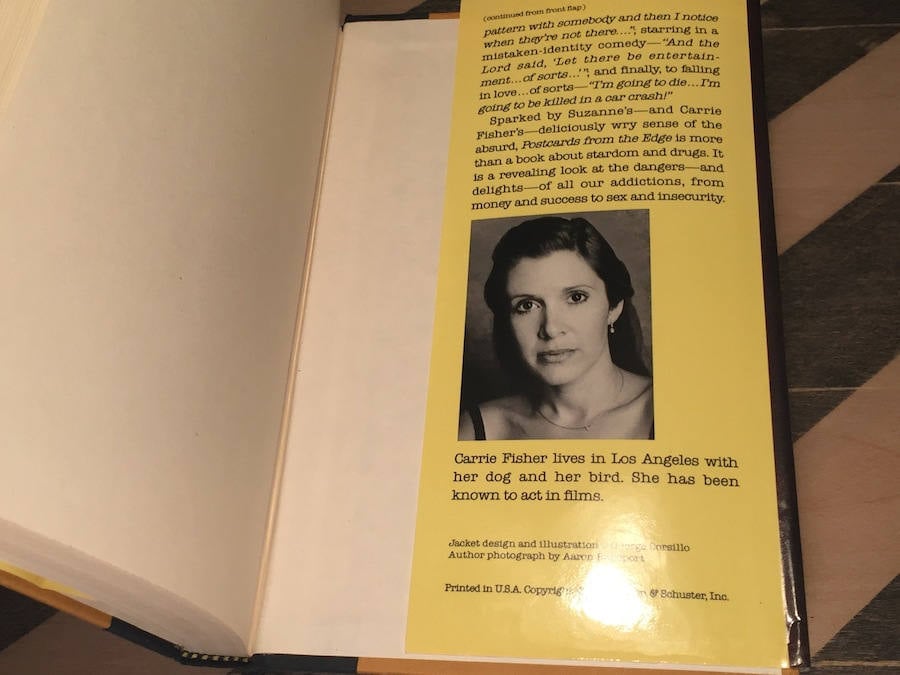 (continued from front flap)
pattern with somebody and then I notice
when they're not there....", starring in a
mistaken-identity comedy—"And the
Lord said, 'Let there be entertain-
ment...of sorts...'", and finally, to falling
in love...of sorts—"I'm going to die...I'm
going to be killed in a car crash!"
Sparked by Suzanne's—and Carrie
Fisher's—deliciously wry sense of the
absurd, Postcards from the Edge is more
than a book about stardom and drugs. It
is a revealing look at the dangers—and
delights—of all our addictions, from
money and success to sex and insecurity.
Carrie Fisher lives in Los Angeles with
her dog and her bird. She has been
known to act in films.
Jacket design and illustration Corsillo
Author photograph by Aaron
Printed in U.S.A. Copyright & Schuster, Inc.